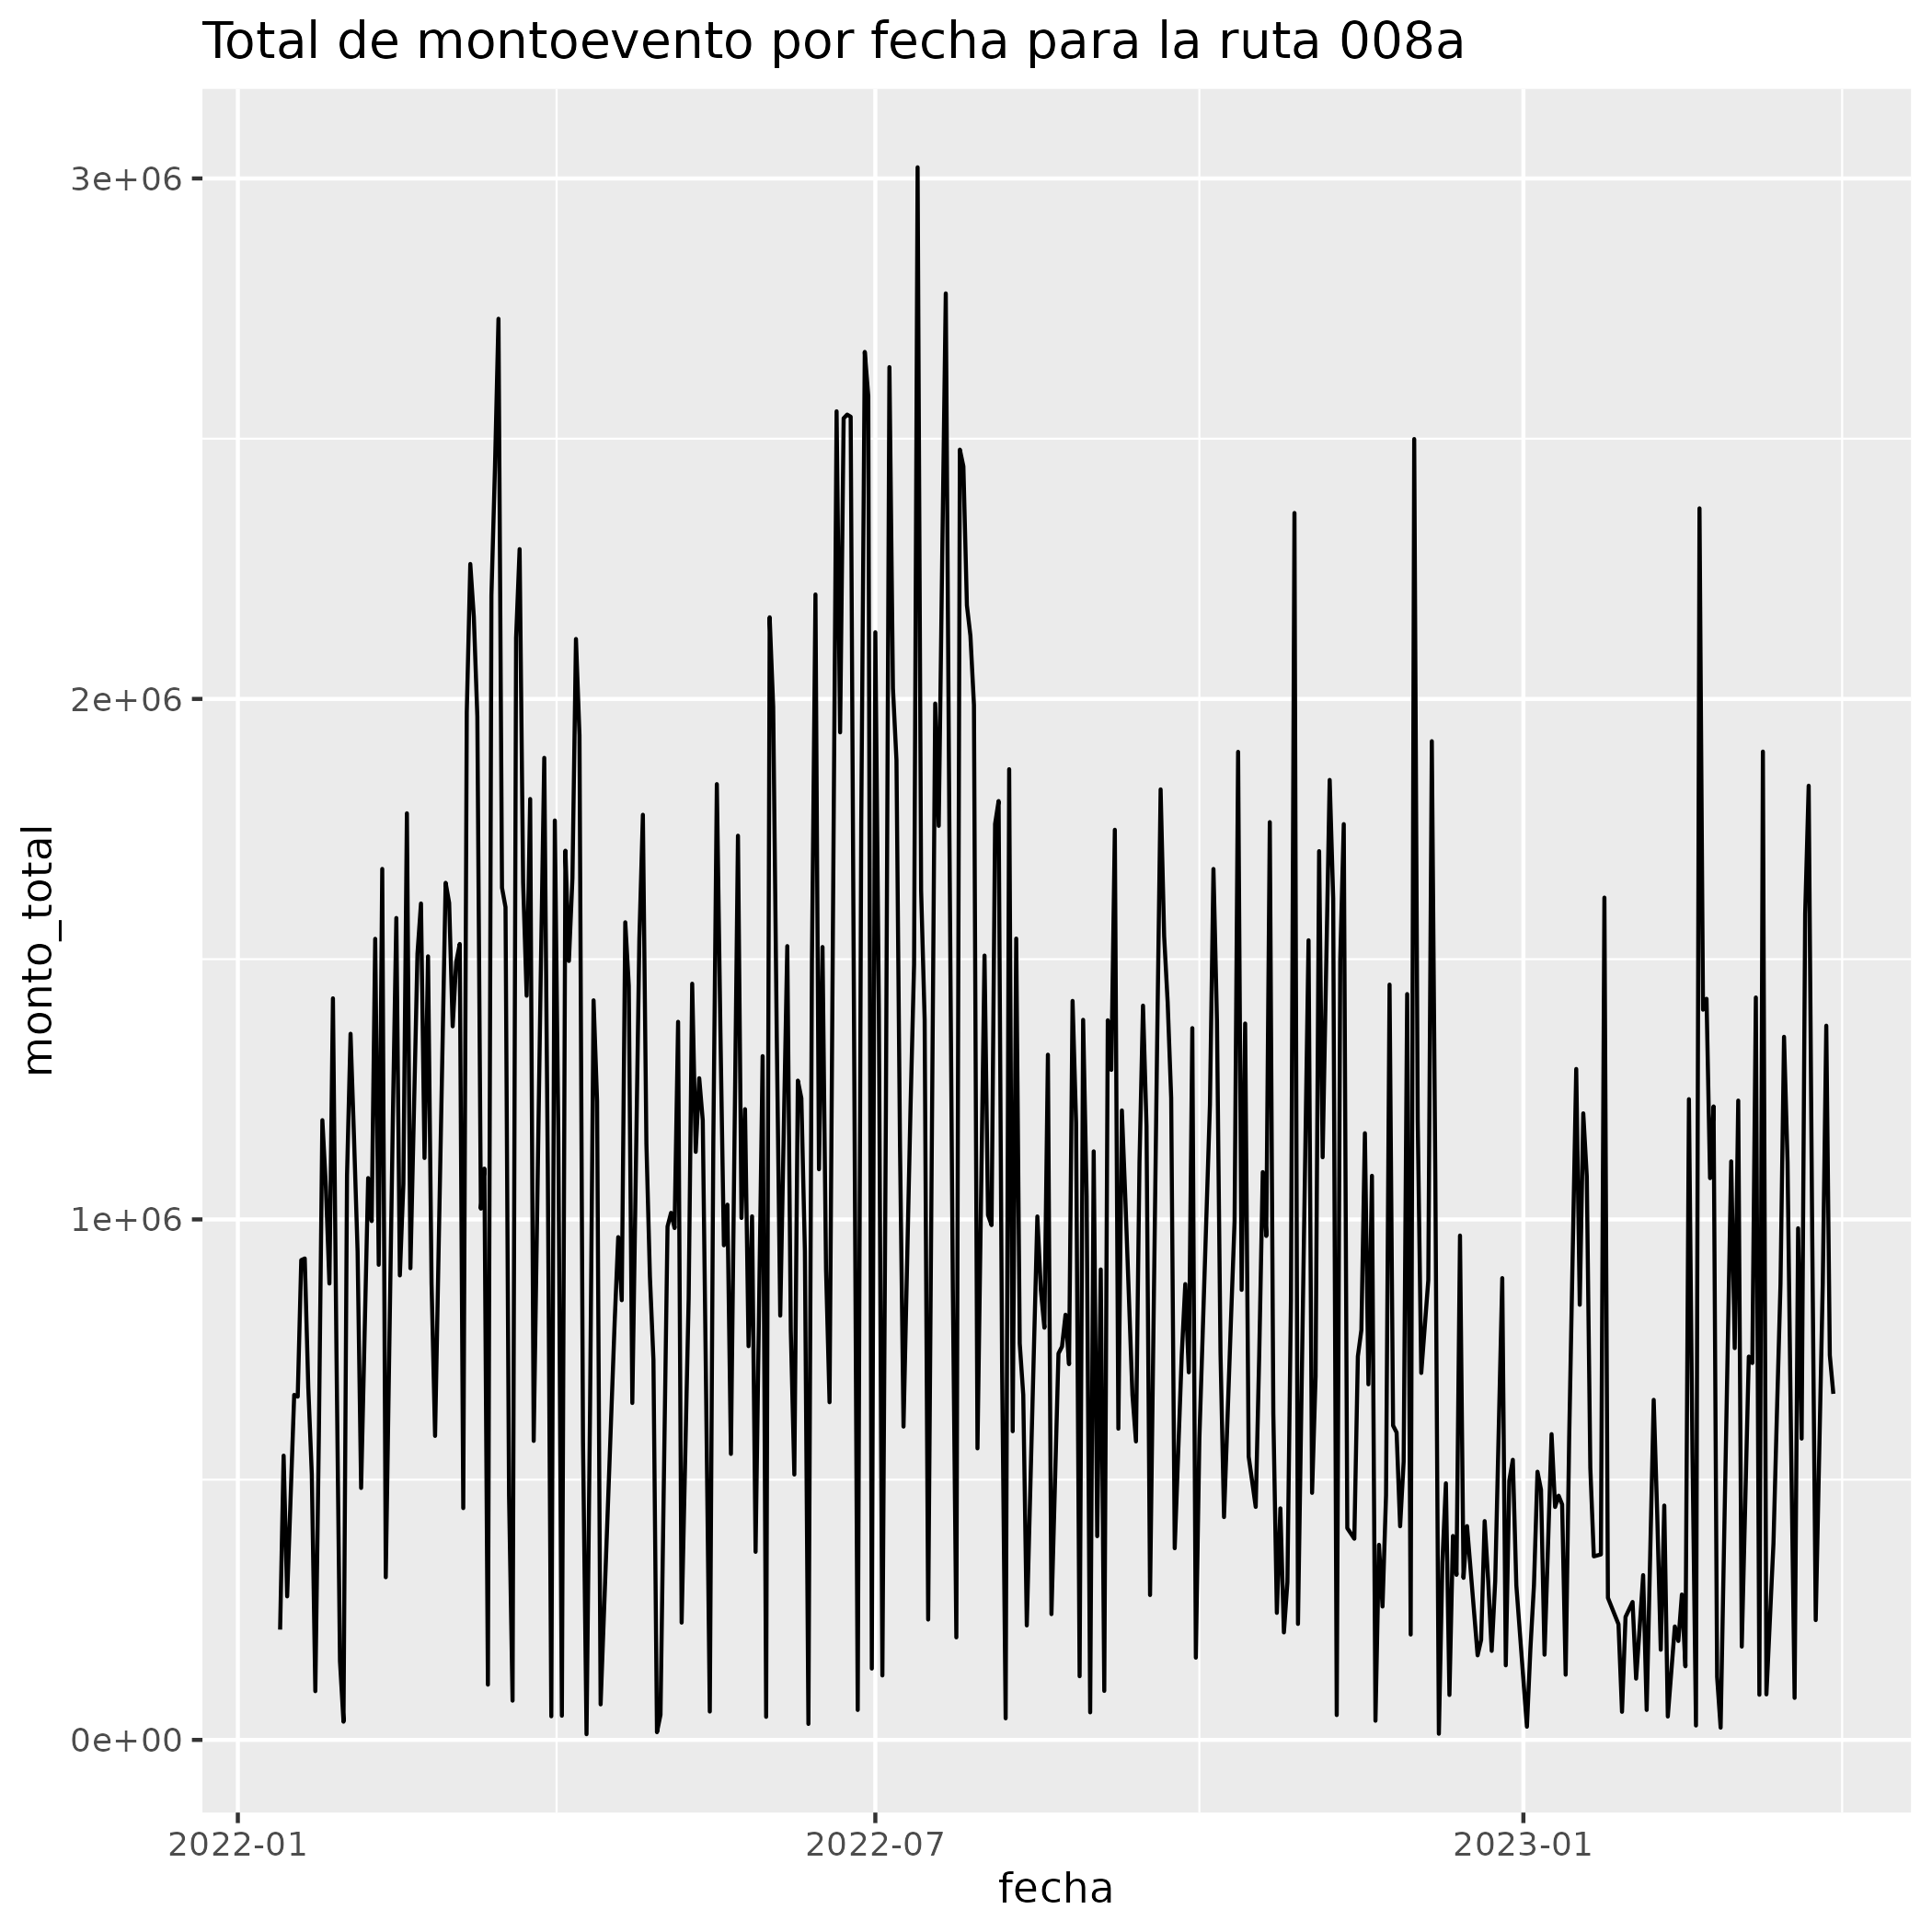 Total de montoevento por fecha para la ruta 008a
3e+06
2e+06
1e+06
0e+00
monto_total
2022-01
2022-07
2023-01
fecha